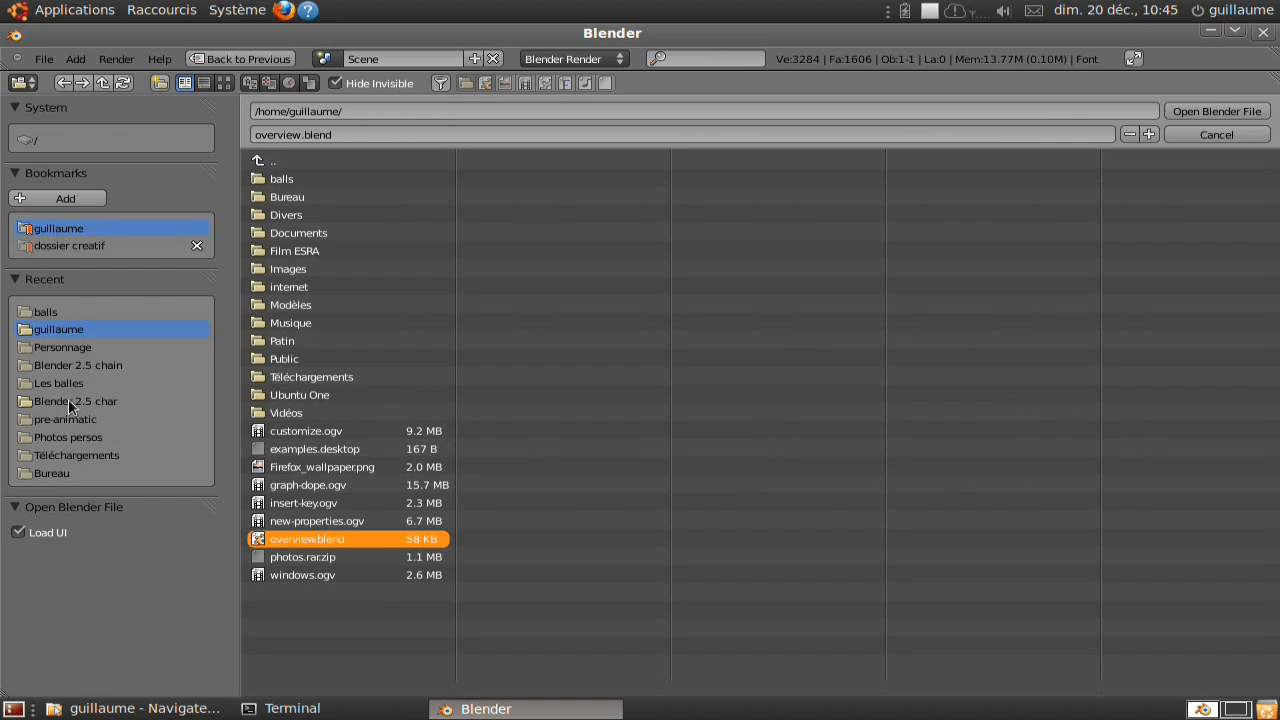 Applications Raccourcis Système dim. 20 déc., 10:45 guillaume
Blender
File Add Render Help Back to Previous Scene Blender Render Ve:3284 | Fa:1606 | Ob:1-1 | La:0 | Mem:13.77M (0.10M) | Font
Hide Invisible
System
/
Bookmarks
Add
guillaume
dossier creatif
Recent
balls
guillaume
Personnage
Blender 2.5 chain
Les balles
Blender 2.5 char
pre-animatic
Photos persos
Téléchargements
Bureau
Open Blender File
Load UI
/home/guillaume/ Open Blender File
overview.blend Cancel
..
balls
Bureau
Divers
Documents
Film ESRA
Images
internet
Modèles
Musique
Patin
Public
Téléchargements
Ubuntu One
Vidéos
customize.ogv 9.2 MB
examples.desktop 167 B
Firefox_wallpaper.png 2.0 MB
graph-dope.ogv 15.7 MB
insert-key.ogv 2.3 MB
new-properties.ogv 6.7 MB
overview.blend 58 KB
photos.rar.zip 1.1 MB
windows.ogv 2.6 MB
guillaume - Navigate... Terminal Blender